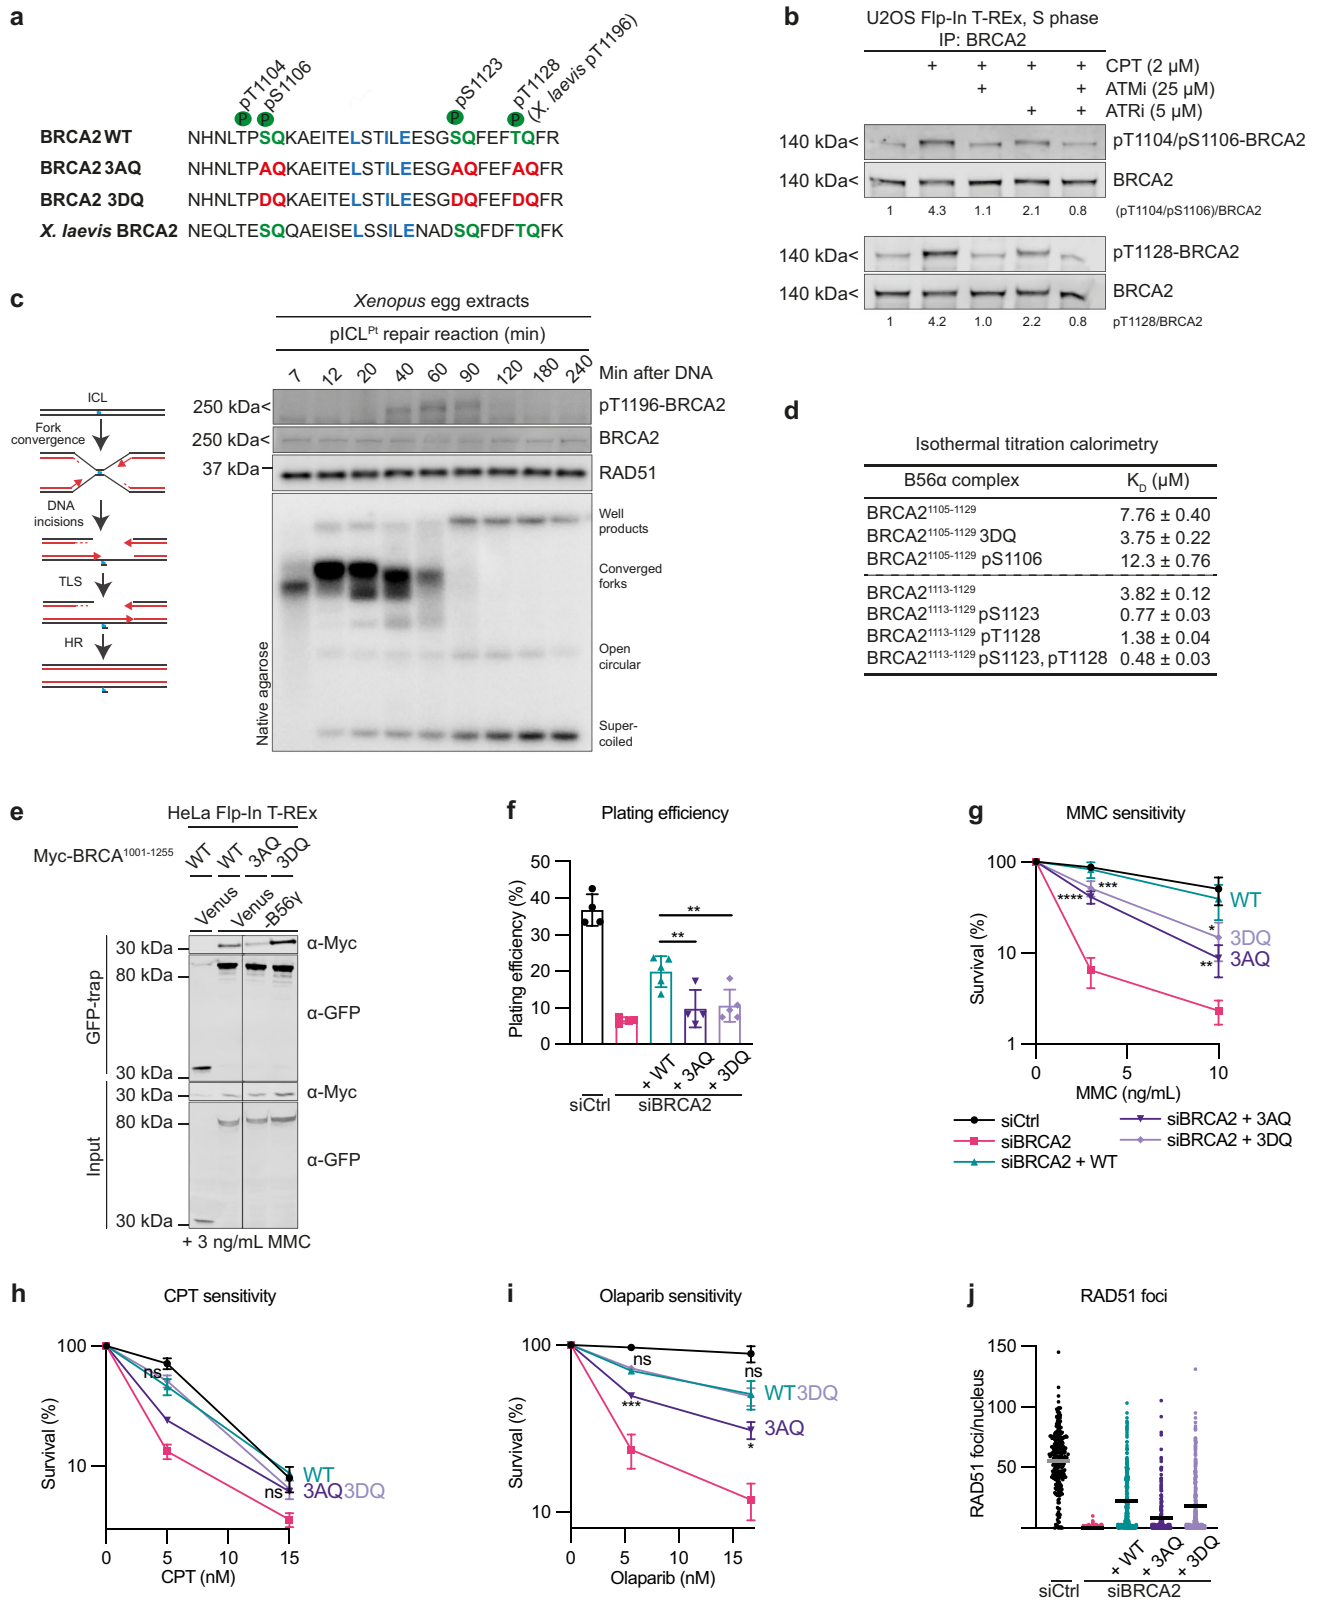 a
pT1104
pS1106
pS1123
pT1128
(X. laevis pT1196)
P P P P
BRCA2 WT NHNLTPSQKAEITELSTILEESGSQFEFTQFR
BRCA2 3AQ NHNLTPAQKAEITELSTILEESGAQFEFAQFR
BRCA2 3DQ NHNLTPDQKAEITELSTILEESGDQFEFDQFR
X. laevis BRCA2 NEQLTESQQAEISELSSILENADSQFDFTQFK
b
U2OS Flp-In T-REx, S phase
IP: BRCA2
+ + + + CPT (2 µM)
+ + ATMi (25 µM)
+ + ATRi (5 µM)
140 kDa< pT1104/pS1106-BRCA2
140 kDa< BRCA2
1 4.3 1.1 2.1 0.8 (pT1104/pS1106)/BRCA2
140 kDa< pT1128-BRCA2
140 kDa< BRCA2
1 4.2 1.0 2.2 0.8 pT1128/BRCA2
c
Xenopus egg extracts
pICLPt repair reaction (min)
7 12 20 40 60 90 120 180 240 Min after DNA
250 kDa< pT1196-BRCA2
250 kDa< BRCA2
37 kDa RAD51
Well
products
Converged
forks
Open
circular
Super-
coiled
Native agarose
ICL
Fork
convergence
DNA
incisions
TLS
HR
d
Isothermal titration calorimetry
B56α complex KD (µM)
BRCA2 1105-1129 7.76 ± 0.40
BRCA2 1105-1129 3DQ 3.75 ± 0.22
BRCA2 1105-1129 pS1106 12.3 ± 0.76
BRCA2 1113-1129 3.82 ± 0.12
BRCA2 1113-1129 pS1123 0.77 ± 0.03
BRCA2 1113-1129 pT1128 1.38 ± 0.04
BRCA2 1113-1129 pS1123, pT1128 0.48 ± 0.03
e
HeLa Flp-In T-REx
Myc-BRCA1001-1255 WT WT 3AQ 3DQ
Venus Venus
-B56γ
GFP-trap
30 kDa α-Myc
80 kDa
α-GFP
30 kDa
Input
30 kDa α-Myc
80 kDa
α-GFP
30 kDa
+ 3 ng/mL MMC
f
Plating efficiency
Plating efficiency (%)
50
40
30
20
10
0
**
**
+ WT + 3AQ + 3DQ
siCtrl siBRCA2
g
MMC sensitivity
Survival (%)
100
10
1
***
****
*
**
WT
3DQ
3AQ
0 5 10
MMC (ng/mL)
siCtrl
siBRCA2
siBRCA2 + WT
siBRCA2 + 3AQ
siBRCA2 + 3DQ
h
CPT sensitivity
Survival (%)
100
10
ns
ns
WT
3AQ3DQ
0 5 10 15
CPT (nM)
i
Olaparib sensitivity
Survival (%)
100
10
ns
***
ns
*
WT3DQ
3AQ
0 5 10 15
Olaparib (nM)
j
RAD51 foci
RAD51 foci/nucleus
150
100
50
+ WT + 3AQ + 3DQ
siCtrl siBRCA2